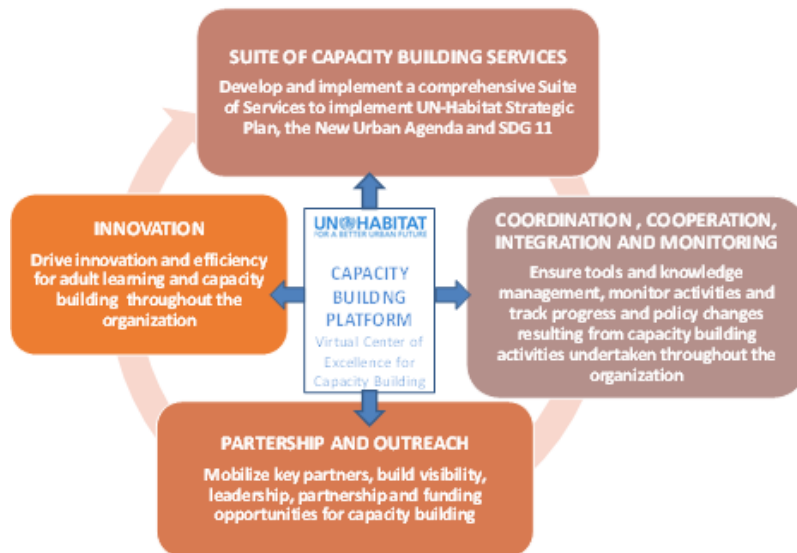 SUITE OF CAPACITY BUILDING SERVICES
Develop and implement a comprehensive Suite
of Services to implement UN-Habitat Strategic
Plan, the New Urban Agenda and SDG 11
INNOVATION
Drive innovation and efficiency
for adult learning and capacity
building throughout the
organization
UN HABITAT
FOR A BETTER URBAN FUTURE
CAPACITY
BUILDNG
PLATFORM
Virtual Center of
Excellence for
Capacity Building
COORDINATION , COOPERATION,
INTEGRATION AND MONITORING
Ensure tools and knowledge
management, monitor activities and
track progress and policy changes
resulting from capacity building
activities undertaken throughout the
organization
PARTERSHIP AND OUTREACH
Mobilize key partners, build visibility,
leadership, partnership and funding
opportunities for capacity building